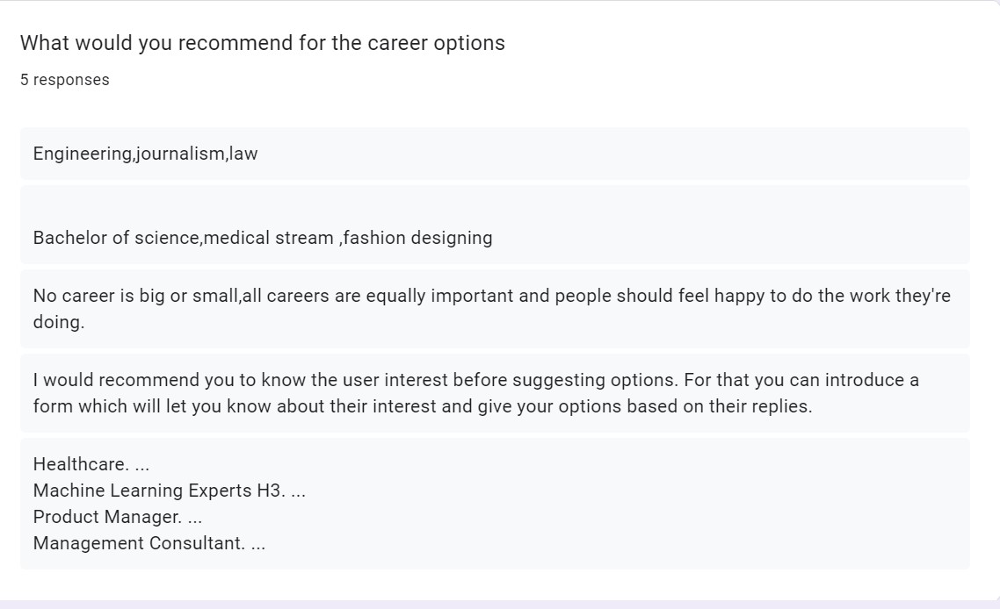 What would you recommend for the career options
5 responses
Engineering,journalism,law
Bachelor of science,medical stream ,fashion designing
No career is big or small,all careers are equally important and people should feel happy to do the work they're
doing.
I would recommend you to know the user interest before suggesting options. For that you can introduce a
form which will let you know about their interest and give your options based on their replies.
Healthcare. ...
Machine Learning Experts H3. ...
Product Manager. ...
Management Consultant. ...